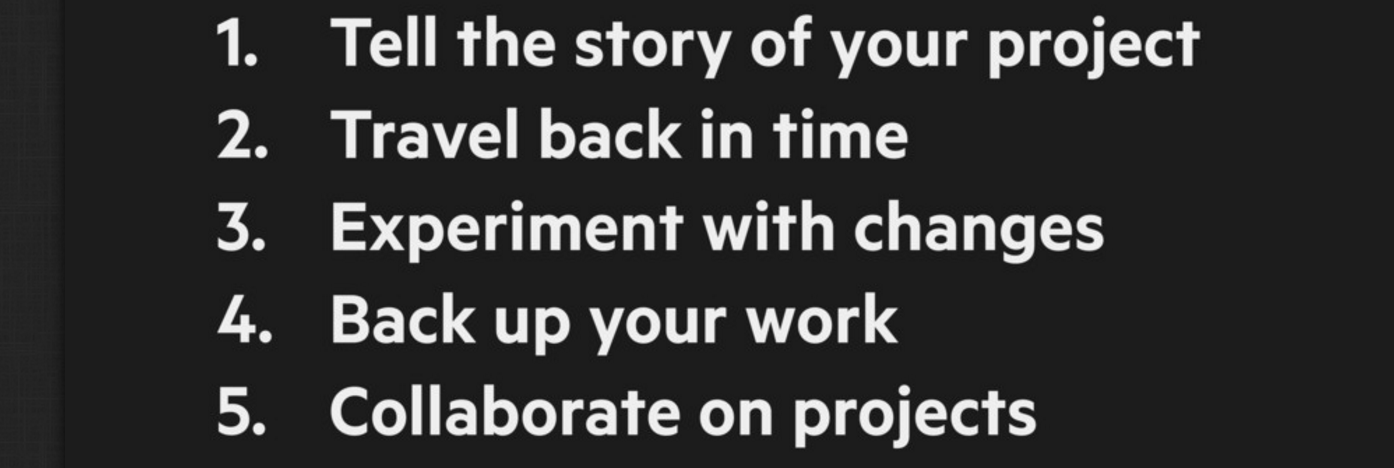 1. Tell the story of your project
2. Travel back in time
3. Experiment with changes
4. Back up your work
5. Collaborate on projects